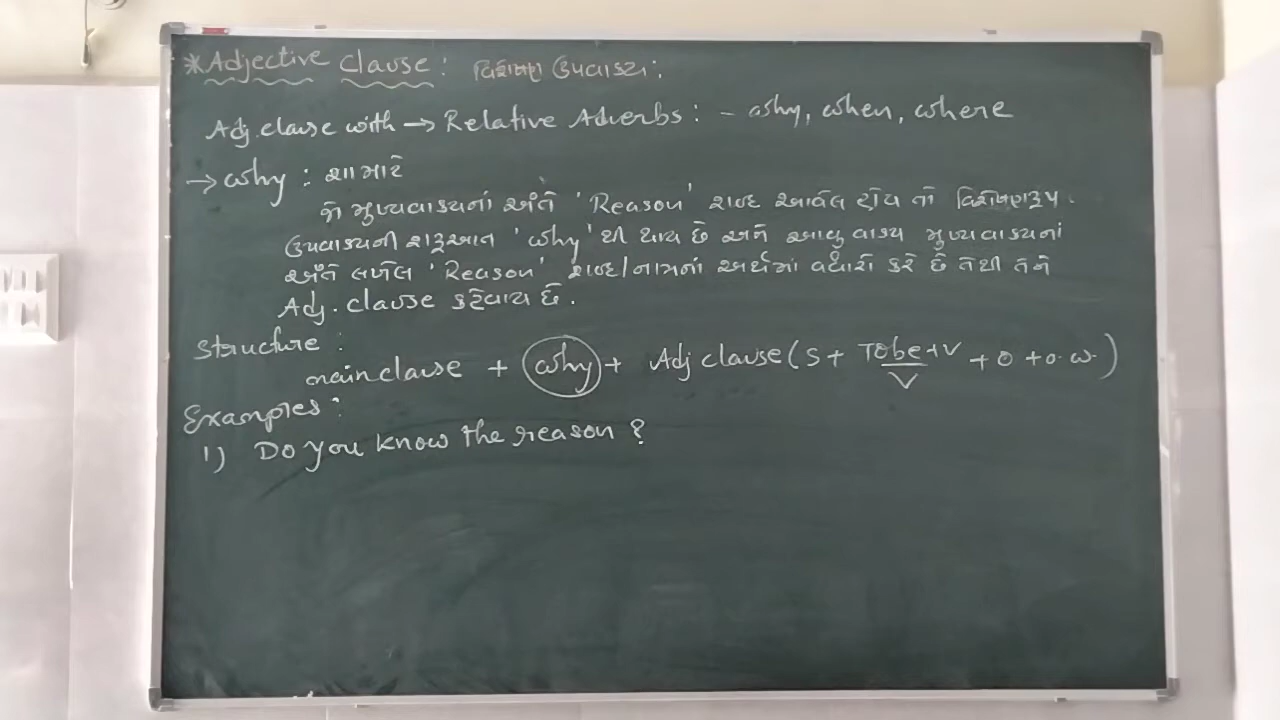 *Adjective Clause: વિશેષણ ઉપવાક્ય:
Adj. clause with → Relative Adverbs: - why, when, where
→ why : શા માટે
જો મુખ્યવાક્યનાં અંતે 'Reason' શબ્દ આવેલ હોય તો વિશેષણરૂપ.
ઉપવાક્યની શરૂઆત 'why' થી થાય છે અને આવુ વાક્ય મુખ્યવાક્યનાં
અંતે લખેલ 'Reason' શબ્દ/નામનાં અર્થમાં વધારો કરે છે તેથી તેને
Adj. clause કહેવાય છે.
Structure :
main clause + why + Adj clause (S + Tobe+V/V + O + o.w.)
Examples:
1) Do you know the reason ?